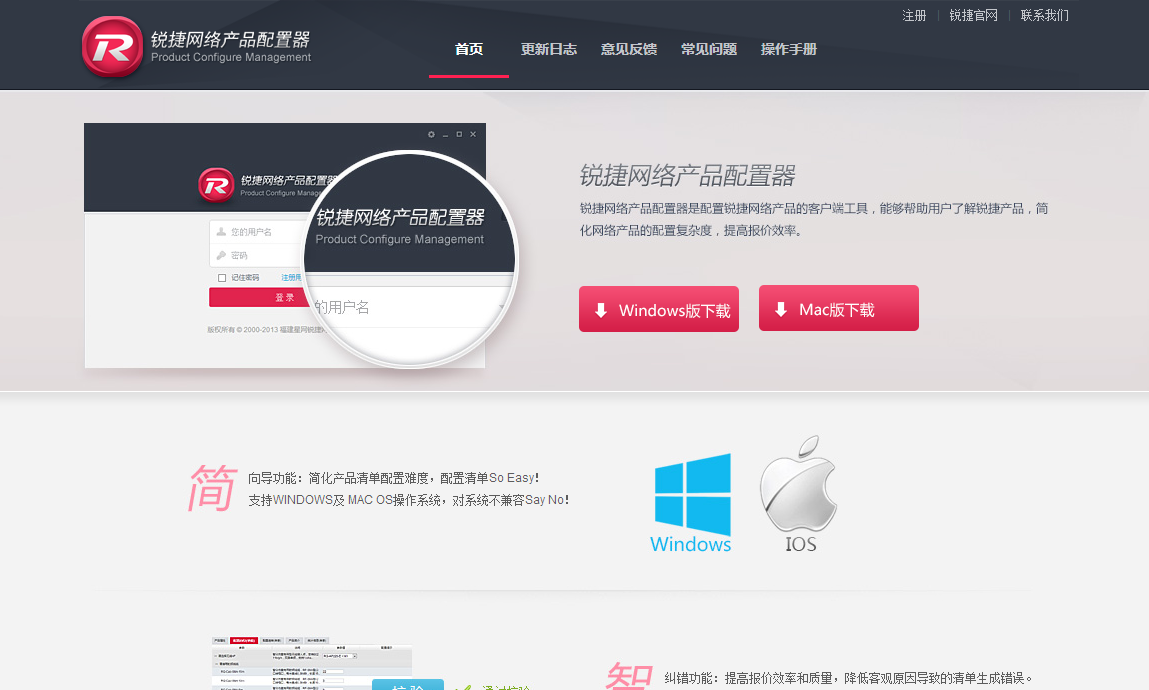 注册 | 锐捷官网 | 联系我们
锐捷网络产品配置器
Product Configure Management
首页 更新日志 意见反馈 常见问题 操作手册
锐捷网络产品配置器
Product Configure Manage
您的用户名
密码
记住密码 注册用
登 录
版权所有 © 2000-2013 福建星网锐捷网
锐捷网络产品配置器
Product Configure Management
的用户名
锐捷网络产品配置器
锐捷网络产品配置器是配置锐捷网络产品的客户端工具，能够帮助用户了解锐捷产品，简
化网络产品的配置复杂度，提高报价效率。
Windows版下载 Mac版下载
简
向导功能：简化产品清单配置难度，配置清单So Easy!
支持WINDOWS及 MAC OS操作系统，对系统不兼容Say No!
Windows
IOS
校验
通过校验
智
纠错功能：提高报价效率和质量，降低客观原因导致的清单生成错误。